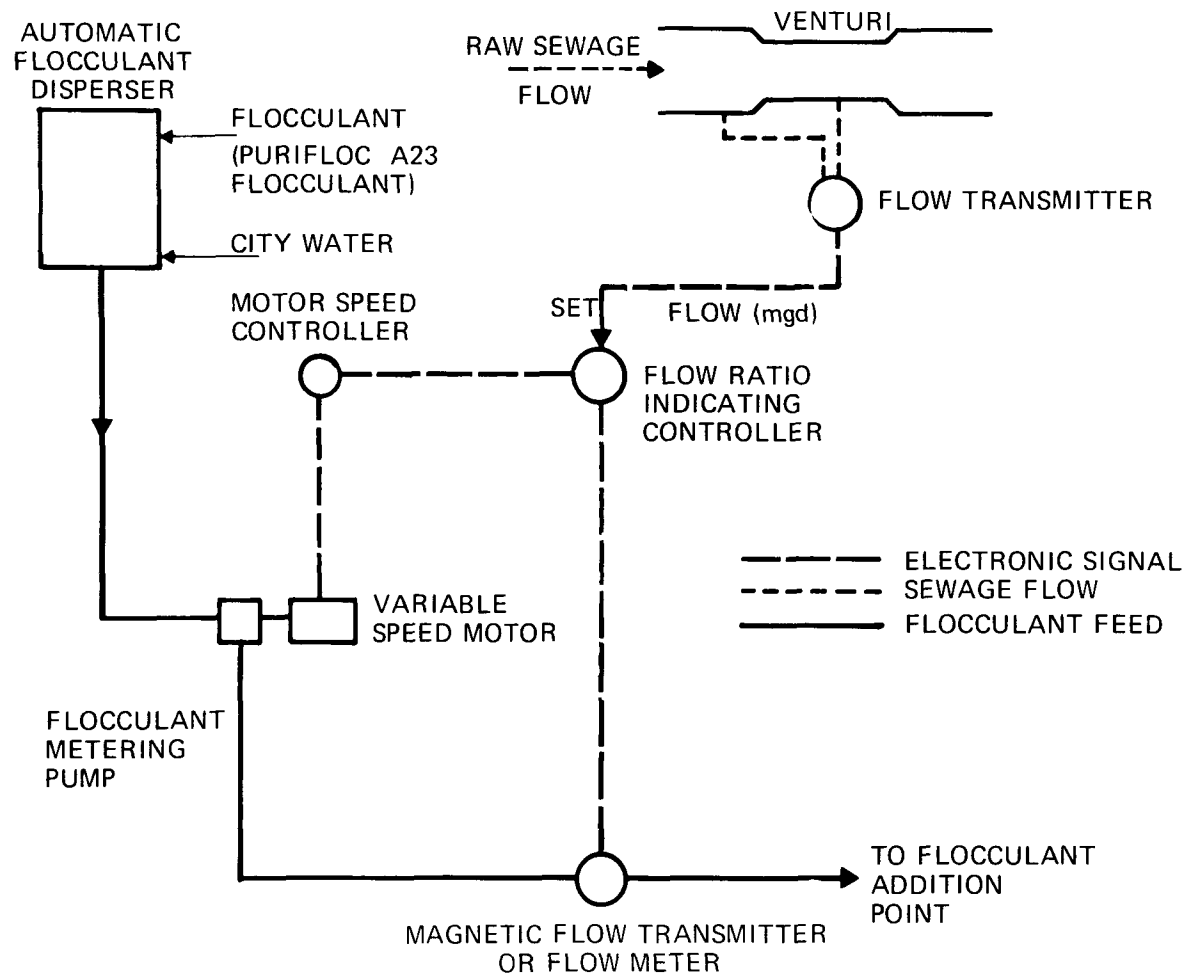 AUTOMATIC
FLOCCULANT
DISPERSER
FLOCCULANT
(PURIFLOC A23
FLOCCULANT)
CITY WATER
VENTURI
RAW SEWAGE
FLOW
FLOW TRANSMITTER
MOTOR SPEED
CONTROLLER
SET
FLOW (mgd)
FLOW RATIO
INDICATING
CONTROLLER
ELECTRONIC SIGNAL
SEWAGE FLOW
FLOCCULANT FEED
VARIABLE
SPEED MOTOR
FLOCCULANT
METERING
PUMP
TO FLOCCULANT
ADDITION
POINT
MAGNETIC FLOW TRANSMITTER
OR FLOW METER